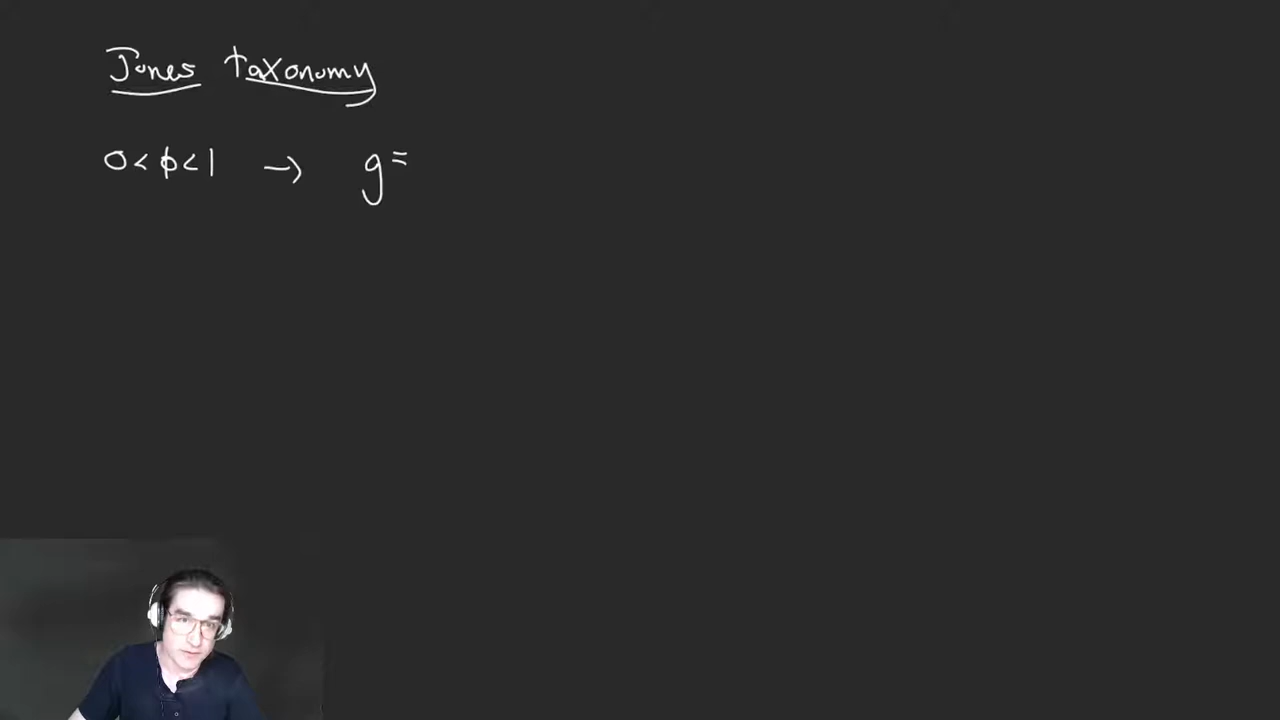 Jones taxonomy
0 < ϕ < 1 → g =